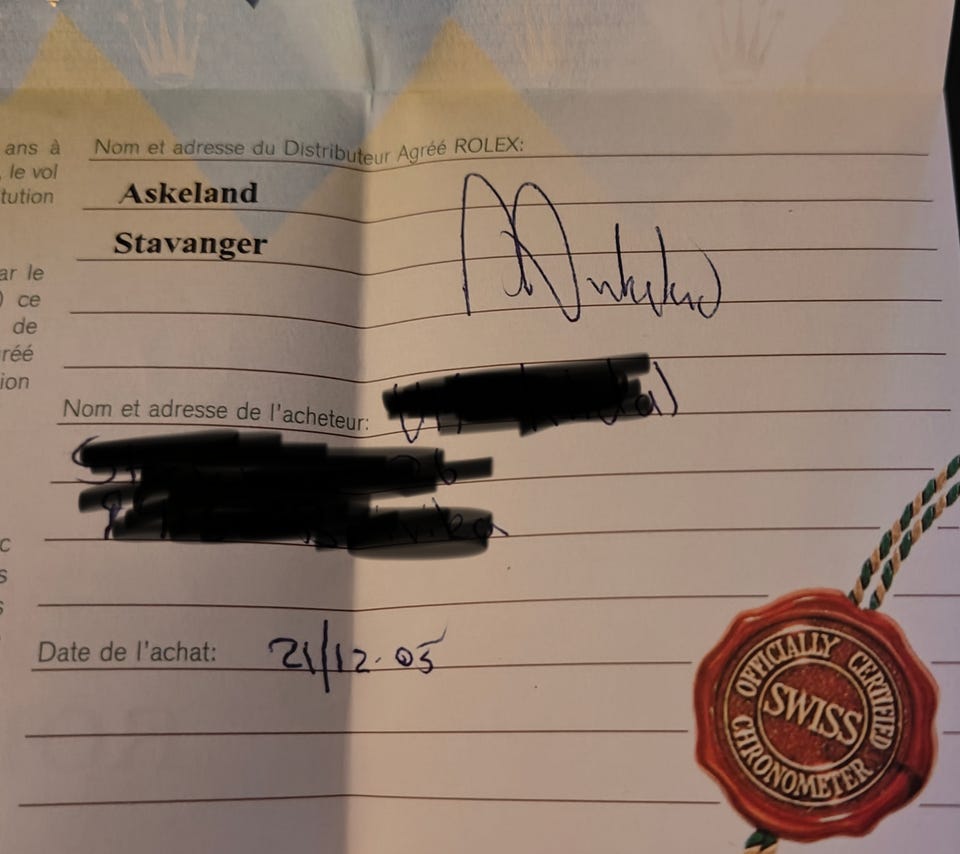 ans à
, le vol
tution
ar le
) ce
de
réé
ion
c
s
s
Nom et adresse du Distributeur Agréé ROLEX:
Askeland
Stavanger
Nom et adresse de l'acheteur:
Date de l'achat: 21/12.05
OFFICIALLY CERTIFIED
SWISS
CHRONOMETER